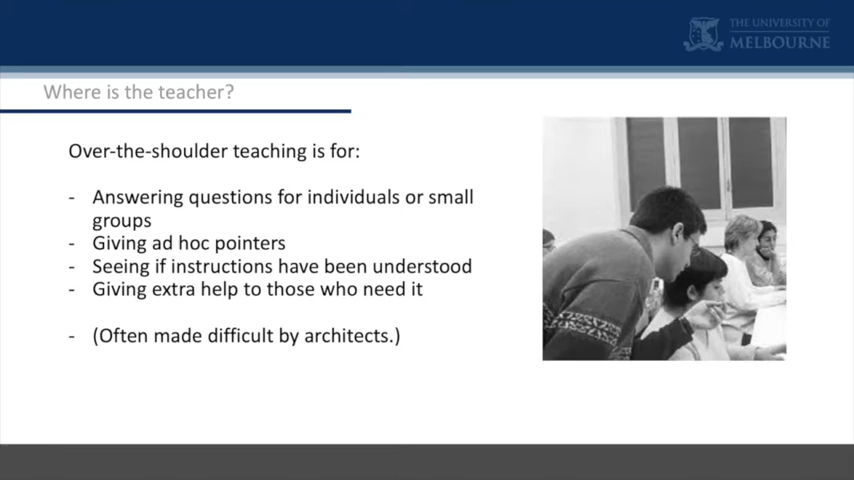 THE UNIVERSITY OF
MELBOURNE
Where is the teacher?
Over-the-shoulder teaching is for:
- Answering questions for individuals or small
groups
- Giving ad hoc pointers
- Seeing if instructions have been understood
- Giving extra help to those who need it
- (Often made difficult by architects.)